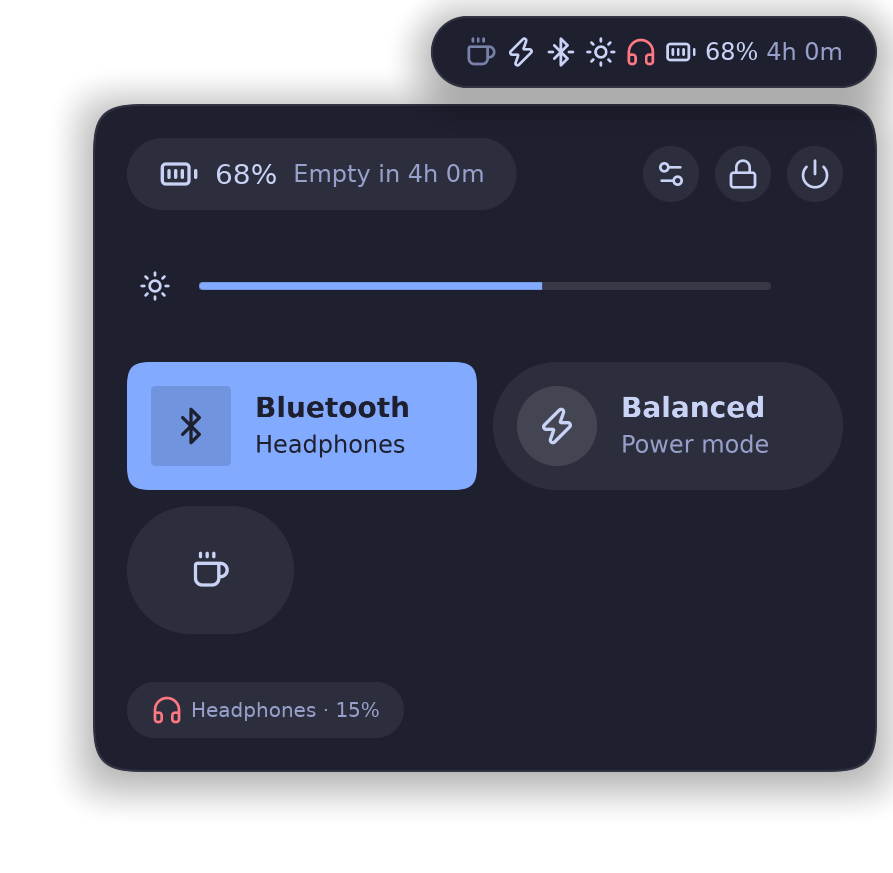 68% 4h 0m
68% Empty in 4h 0m
Bluetooth
Headphones
Balanced
Power mode
Headphones · 15%